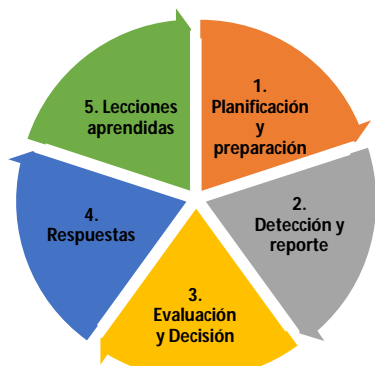 1.
Planificación
y
preparación
2.
Detección y
reporte
3.
Evaluación
y Decisión
4.
Respuestas
5. Lecciones
aprendidas